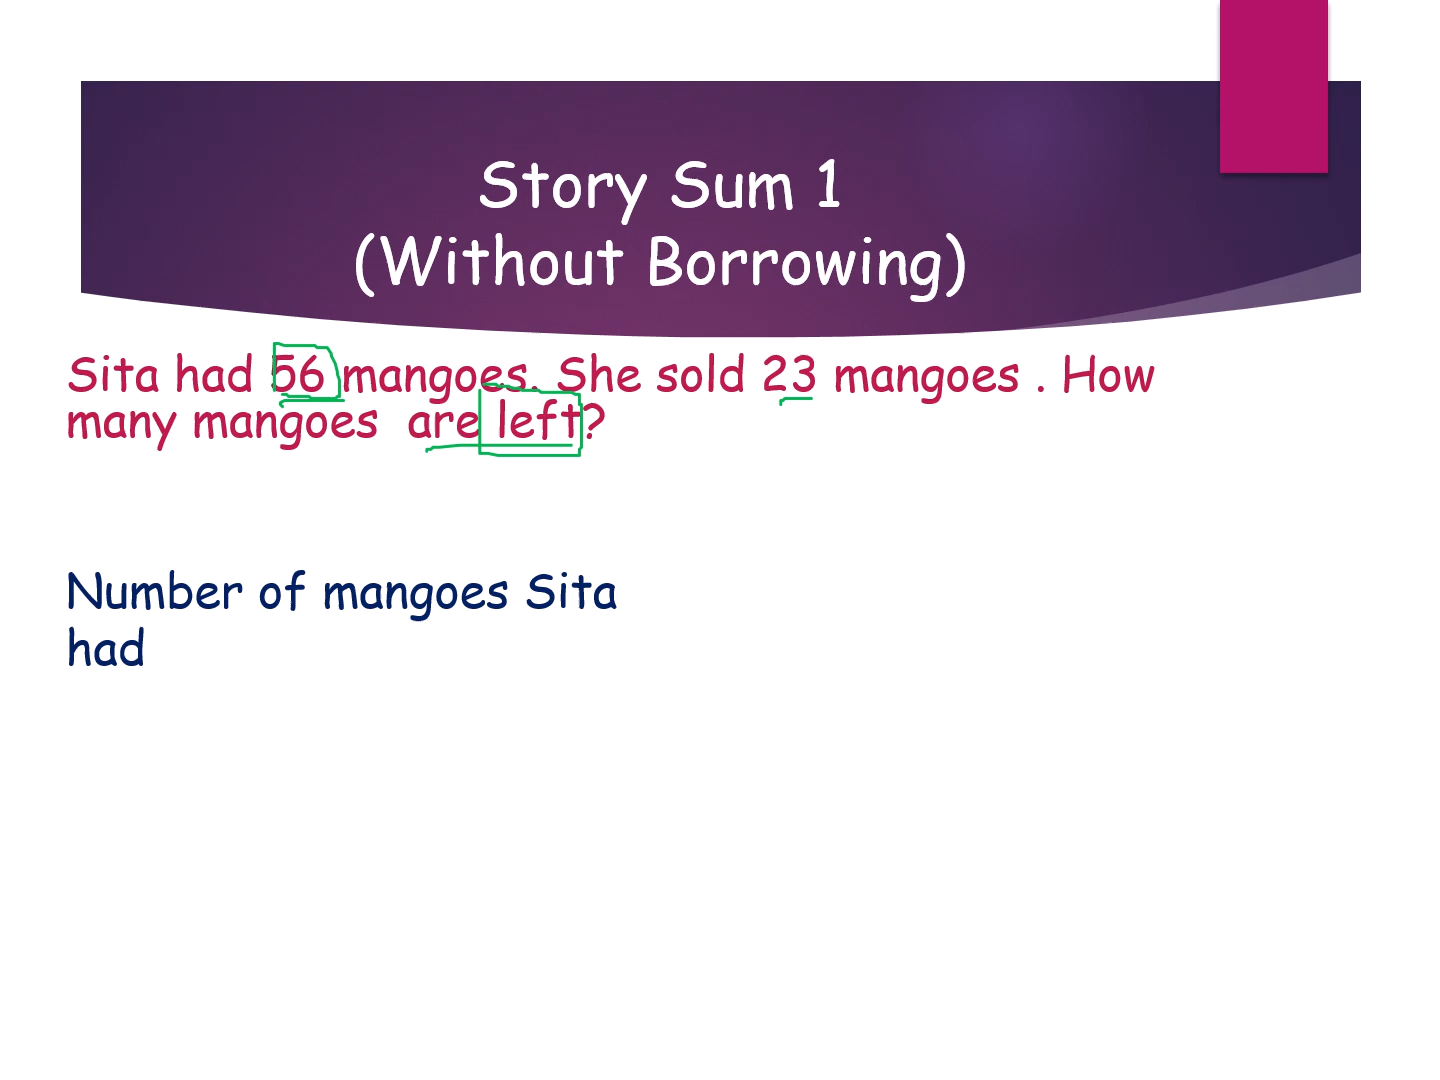 Story Sum 1
(Without Borrowing)
Sita had 56 mangoes. She sold 23 mangoes . How
many mangoes are left?
Number of mangoes Sita
had